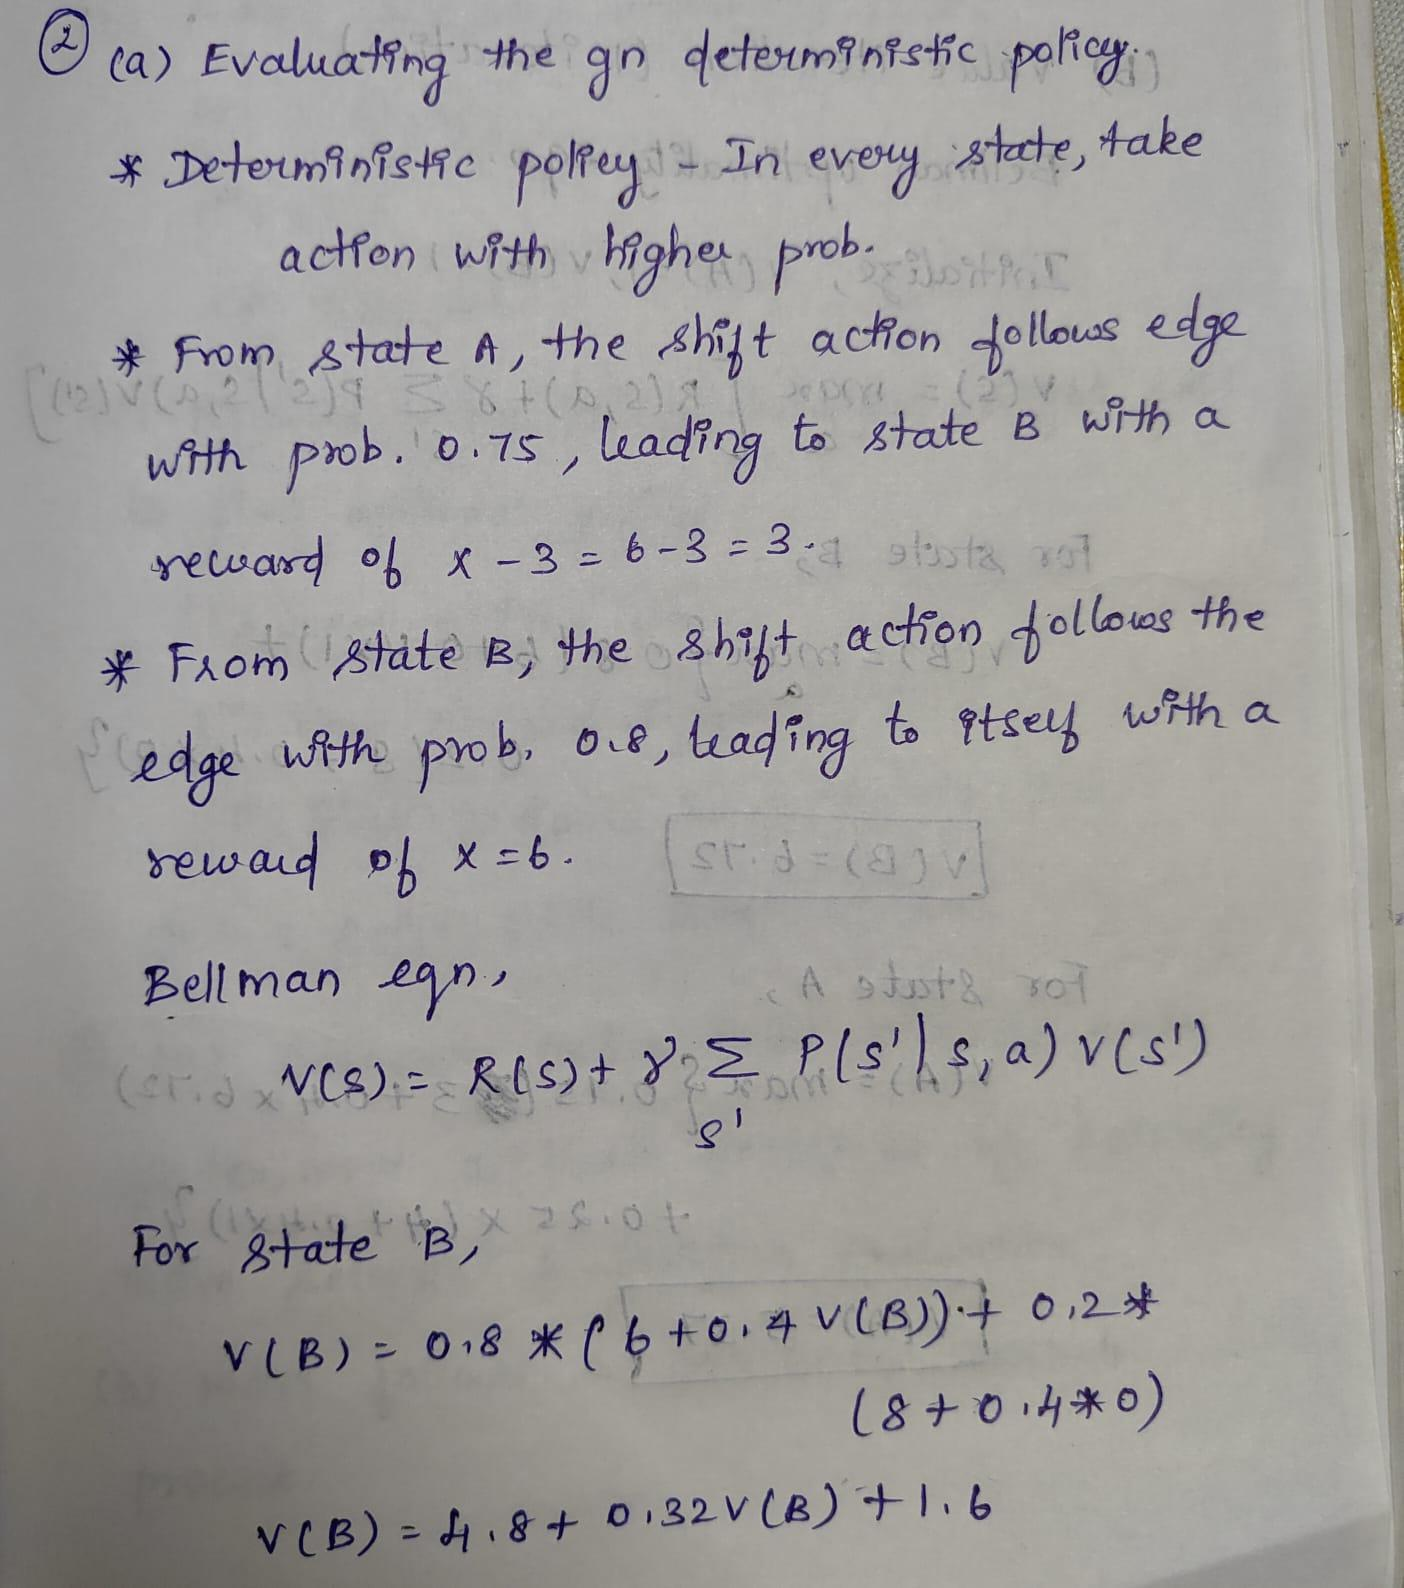 ② (a) Evaluating the gn deterministic policy.
* Deterministic policy - In every state, take
action with higher prob.
* From state A, the shift action follows edge
with prob. 0.75, leading to state B with a
reward of x - 3 = 6 - 3 = 3.
* From state B, the shift action follows the
edge with prob. 0.8, leading to itself with a
reward of x = 6.
Bellman eqn,
V(S) = R(S) + γ Σ P(s'|s, a) V(s')
s'
For state B,
V(B) = 0.8 * (6 + 0.4 V(B)) + 0.2 *
(8 + 0.4 * 0)
V(B) = 4.8 + 0.32 V(B) + 1.6